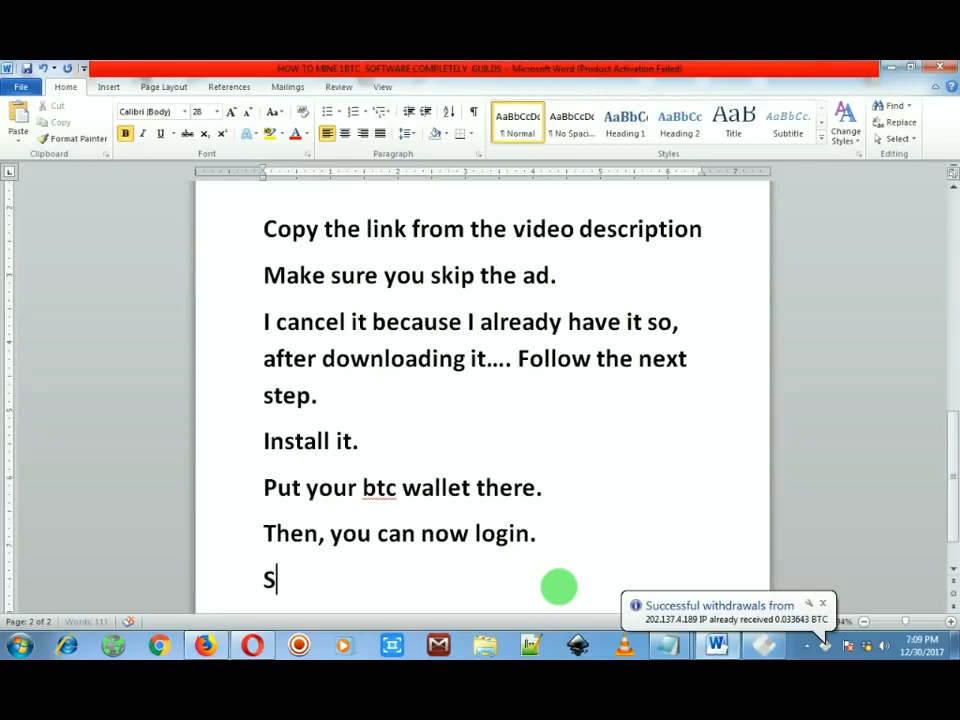 HOW TO MINE 1BTC SOFTWARE COMPLETELY GUILDS - Microsoft Word (Product Activation Failed)
File Home Insert Page Layout References Mailings Review View
Paste
Cut
Copy
Format Painter
Calibri (Body) 28
AaBbCcDc AaBbCcDc AaBbC AaBbCc AaB AaBbCc.
¶ Normal ¶ No Spaci... Heading 1 Heading 2 Title Subtitle
Change Styles
Find
Replace
Select
Clipboard Font Paragraph Styles Editing
Copy the link from the video description
Make sure you skip the ad.
I cancel it because I already have it so,
after downloading it.... Follow the next
step.
Install it.
Put your btc wallet there.
Then, you can now login.
S
Successful withdrawals from
202.137.4.189 IP already received 0.033643 BTC
Page: 2 of 2 Words: 111 94%
7:09 PM
12/30/2017